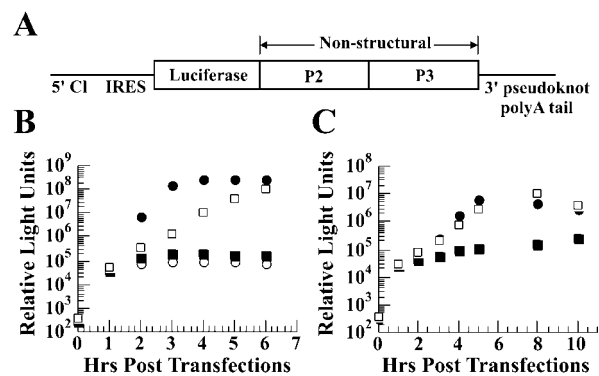 A
Non-structural
Luciferase P2 P3
5' Cl IRES 3' pseudoknot
polyA tail
B
Relative Light Units
10^9
10^8
10^7
10^6
10^5
10^4
10^3
10^2
0 1 2 3 4 5 6 7
Hrs Post Transfections
C
Relative Light Units
10^8
10^7
10^6
10^5
10^4
10^3
10^2
0 2 4 6 8 10
Hrs Post Transfections